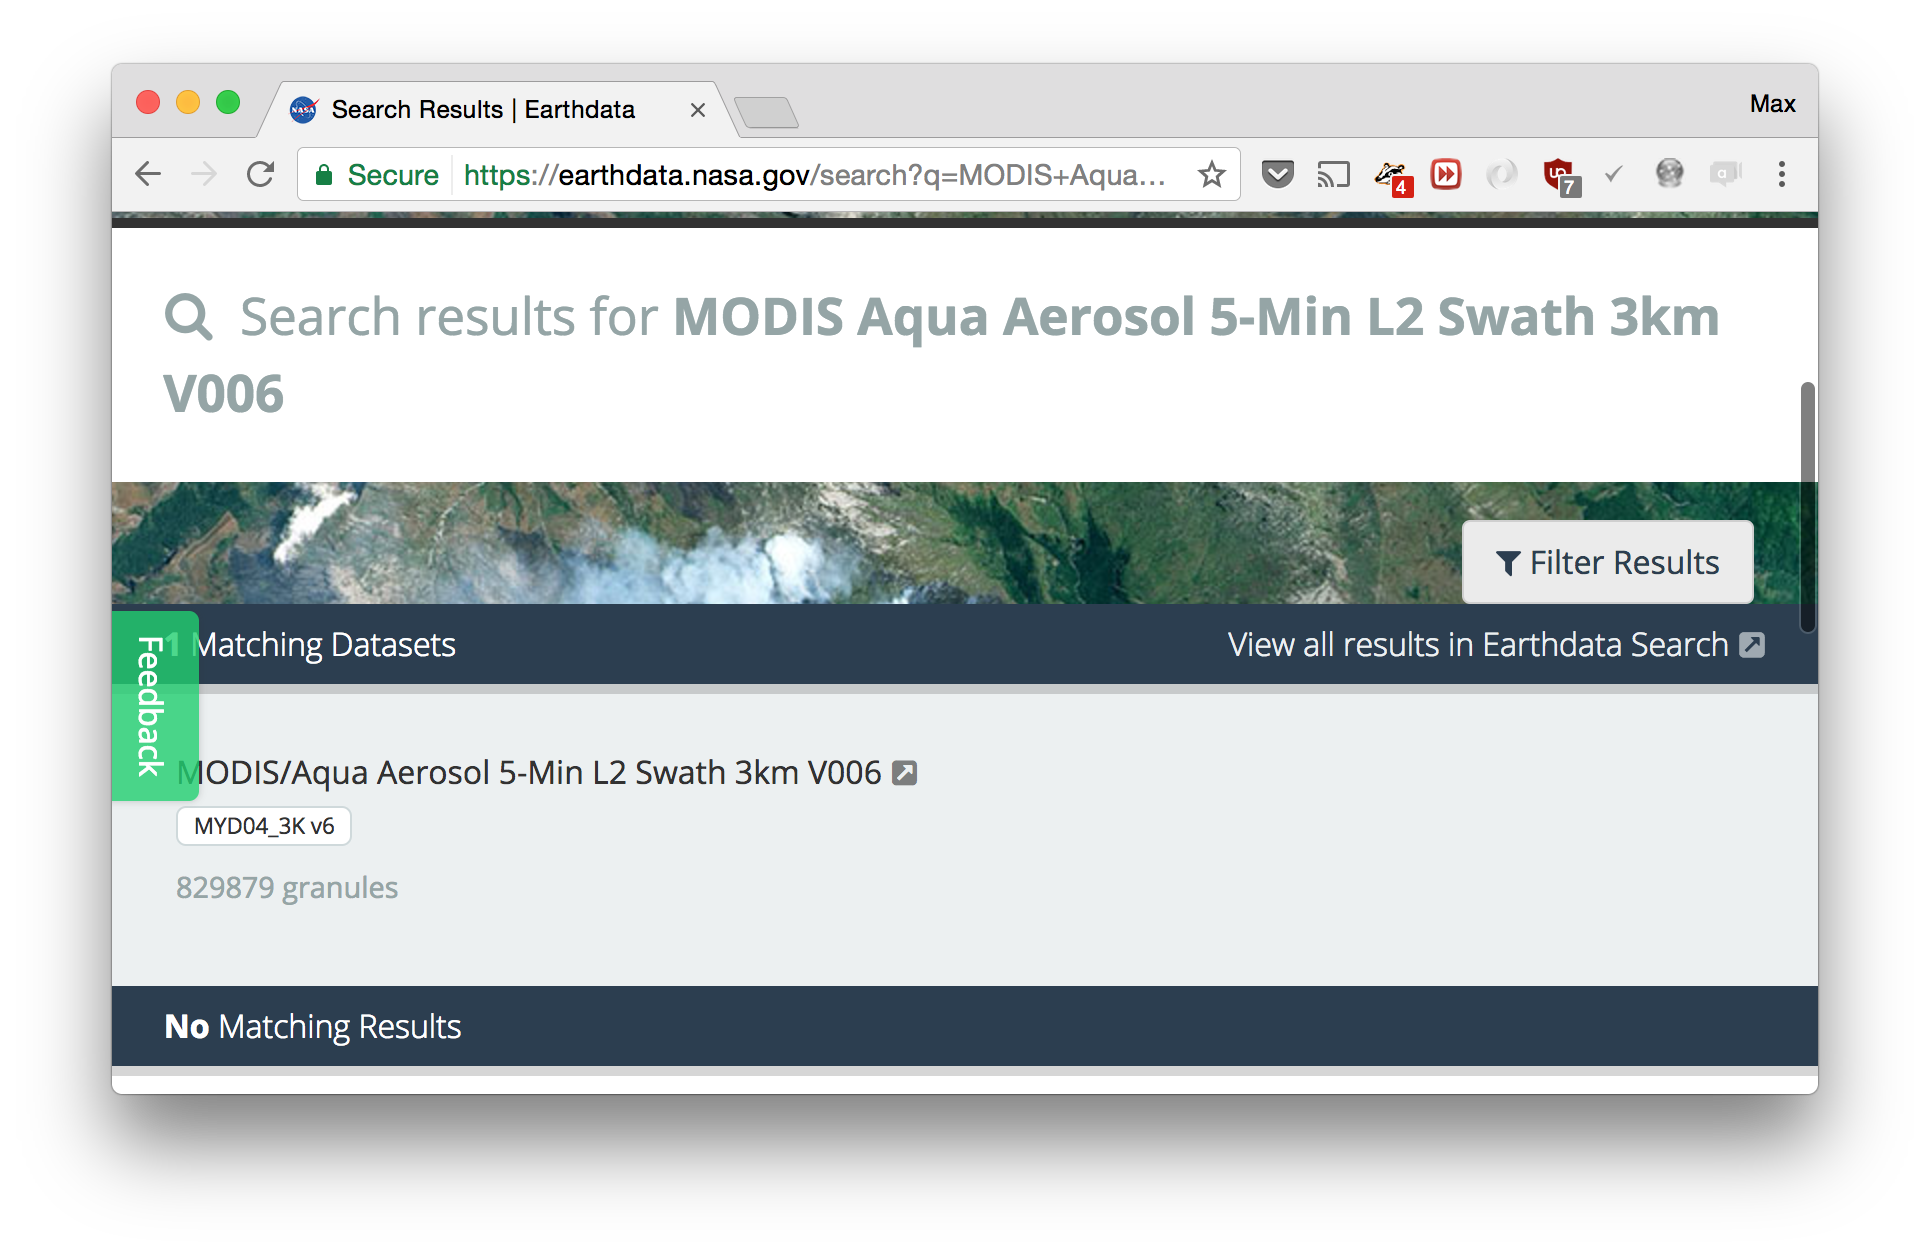 Search Results | Earthdata
Max
Secure https://earthdata.nasa.gov/search?q=MODIS+Aqua...
4
7
Search results for MODIS Aqua Aerosol 5-Min L2 Swath 3km
V006
Filter Results
1 Matching Datasets
View all results in Earthdata Search
Feedback
MODIS/Aqua Aerosol 5-Min L2 Swath 3km V006
MYD04_3K v6
829879 granules
No Matching Results